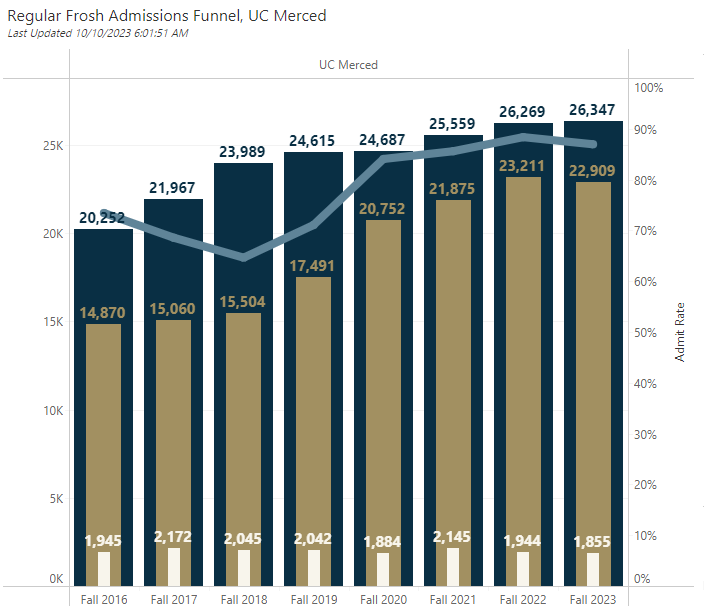 Regular Frosh Admissions Funnel, UC Merced
Last Updated 10/10/2023 6:01:51 AM
UC Merced
100%
90%
80%
70%
60%
50%
40%
30%
20%
10%
0%
Admit Rate
25K
20K
15K
10K
5K
0K
20,252
21,967
23,989
24,615
24,687
25,559
26,269
26,347
14,870
15,060
15,504
17,491
20,752
21,875
23,211
22,909
1,945
2,172
2,045
2,042
1,884
2,145
1,944
1,855
Fall 2016
Fall 2017
Fall 2018
Fall 2019
Fall 2020
Fall 2021
Fall 2022
Fall 2023